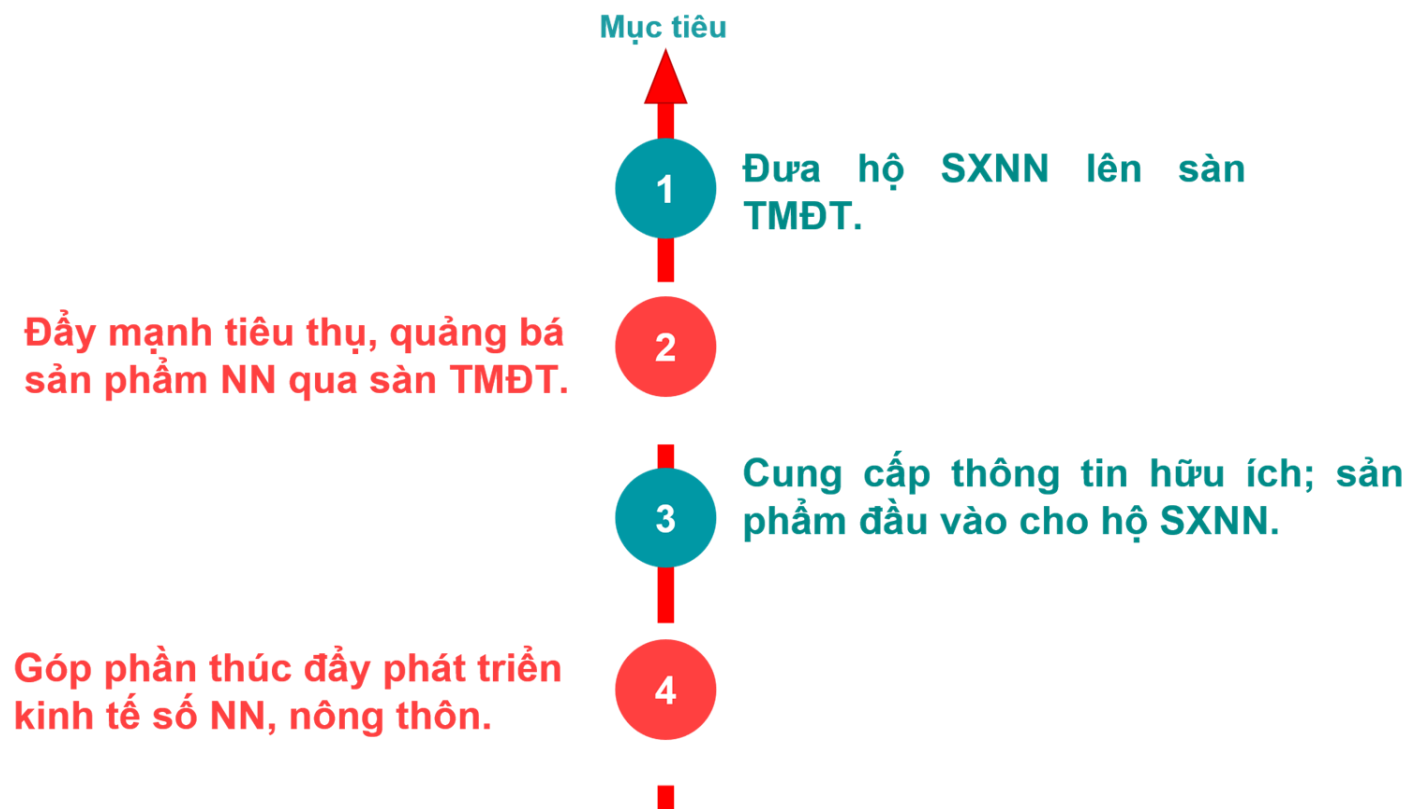 Mục tiêu
1
Đưa hộ SXNN lên sàn
TMĐT.
Đẩy mạnh tiêu thụ, quảng bá
sản phẩm NN qua sàn TMĐT.
2
3
Cung cấp thông tin hữu ích; sản
phẩm đầu vào cho hộ SXNN.
Góp phần thúc đẩy phát triển
kinh tế số NN, nông thôn.
4